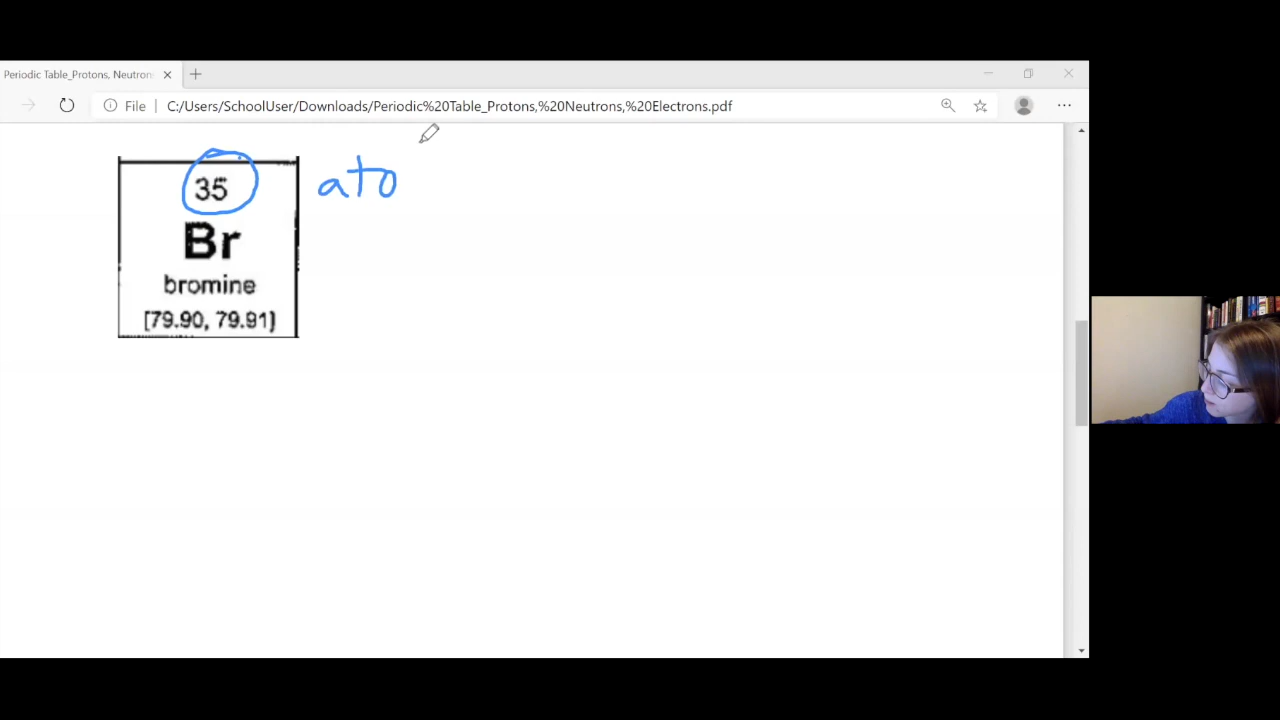 Periodic Table_Protons, Neutron
File
C:/Users/SchoolUser/Downloads/Periodic%20Table_Protons,%20Neutrons,%20Electrons.pdf
35
ato
Br
bromine
[79.90, 79.91]